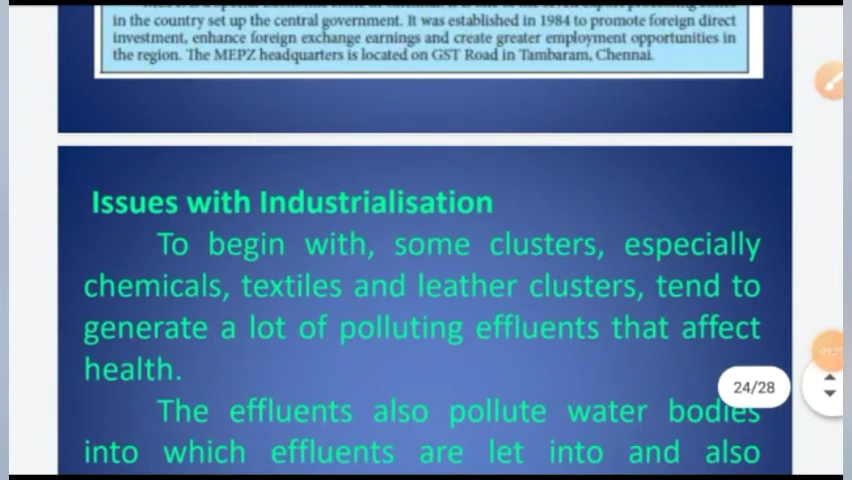 in the country set up the central government. It was established in 1984 to promote foreign direct
investment, enhance foreign exchange earnings and create greater employment opportunities in
the region. The MEPZ headquarters is located on GST Road in Tambaram, Chennai.
Issues with Industrialisation
To begin with, some clusters, especially
chemicals, textiles and leather clusters, tend to
generate a lot of polluting effluents that affect
health.
24/28
The effluents also pollute water bodies
into which effluents are let into and also